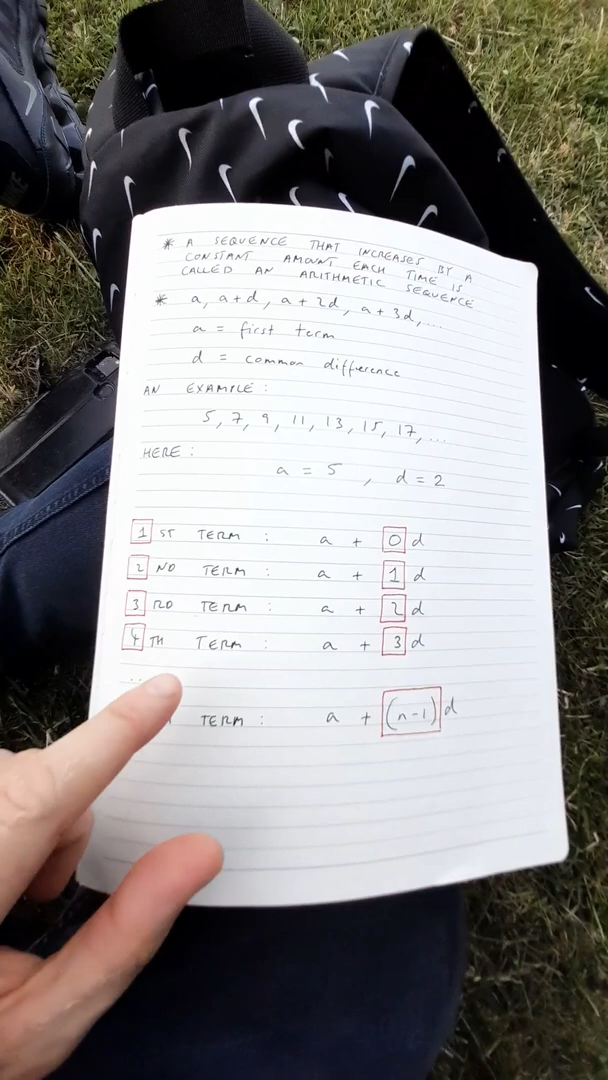 * A SEQUENCE THAT INCREASES BY A
CONSTANT AMOUNT EACH TIME IS
CALLED AN ARITHMETIC SEQUENCE
* a, a+d, a+2d, a+3d,...
a = first term
d = common difference
AN EXAMPLE:
5, 7, 9, 11, 13, 15, 17,...
HERE:
a = 5, d = 2
1 ST TERM: a + 0 d
2 ND TERM: a + 1 d
3 RD TERM: a + 2 d
4 TH TERM: a + 3 d
...
TERM: a + (n-1) d